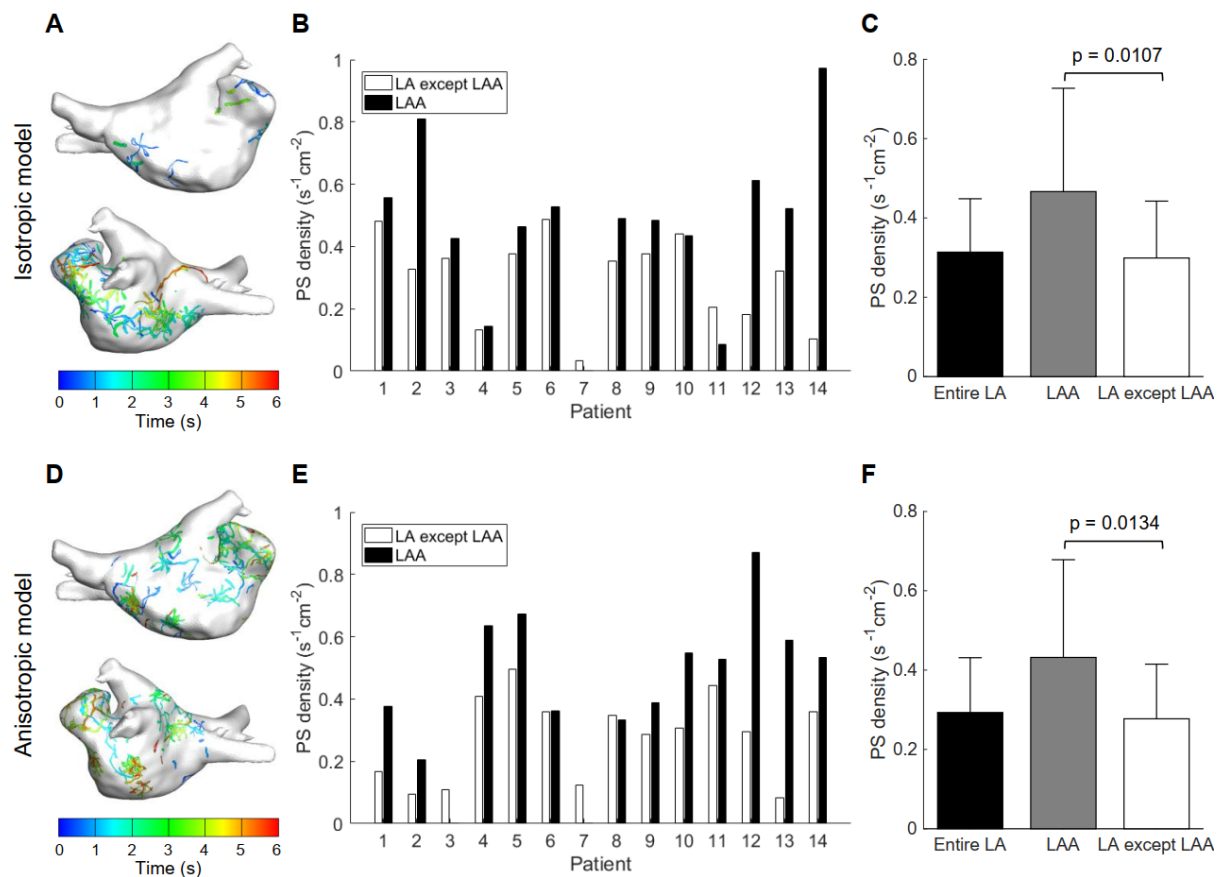 A
Isotropic model
0 1 2 3 4 5 6
Time (s)
B
1
0.8
0.6
0.4
0.2
0
PS density (s⁻¹cm⁻²)
LA except LAA
LAA
1 2 3 4 5 6 7 8 9 10 11 12 13 14
Patient
C
p = 0.0107
0.8
0.6
0.4
0.2
0
PS density (s⁻¹cm⁻²)
Entire LA LAA LA except LAA
D
Anisotropic model
0 1 2 3 4 5 6
Time (s)
E
1
0.8
0.6
0.4
0.2
0
PS density (s⁻¹cm⁻²)
LA except LAA
LAA
1 2 3 4 5 6 7 8 9 10 11 12 13 14
Patient
F
p = 0.0134
0.8
0.6
0.4
0.2
0
PS density (s⁻¹cm⁻²)
Entire LA LAA LA except LAA